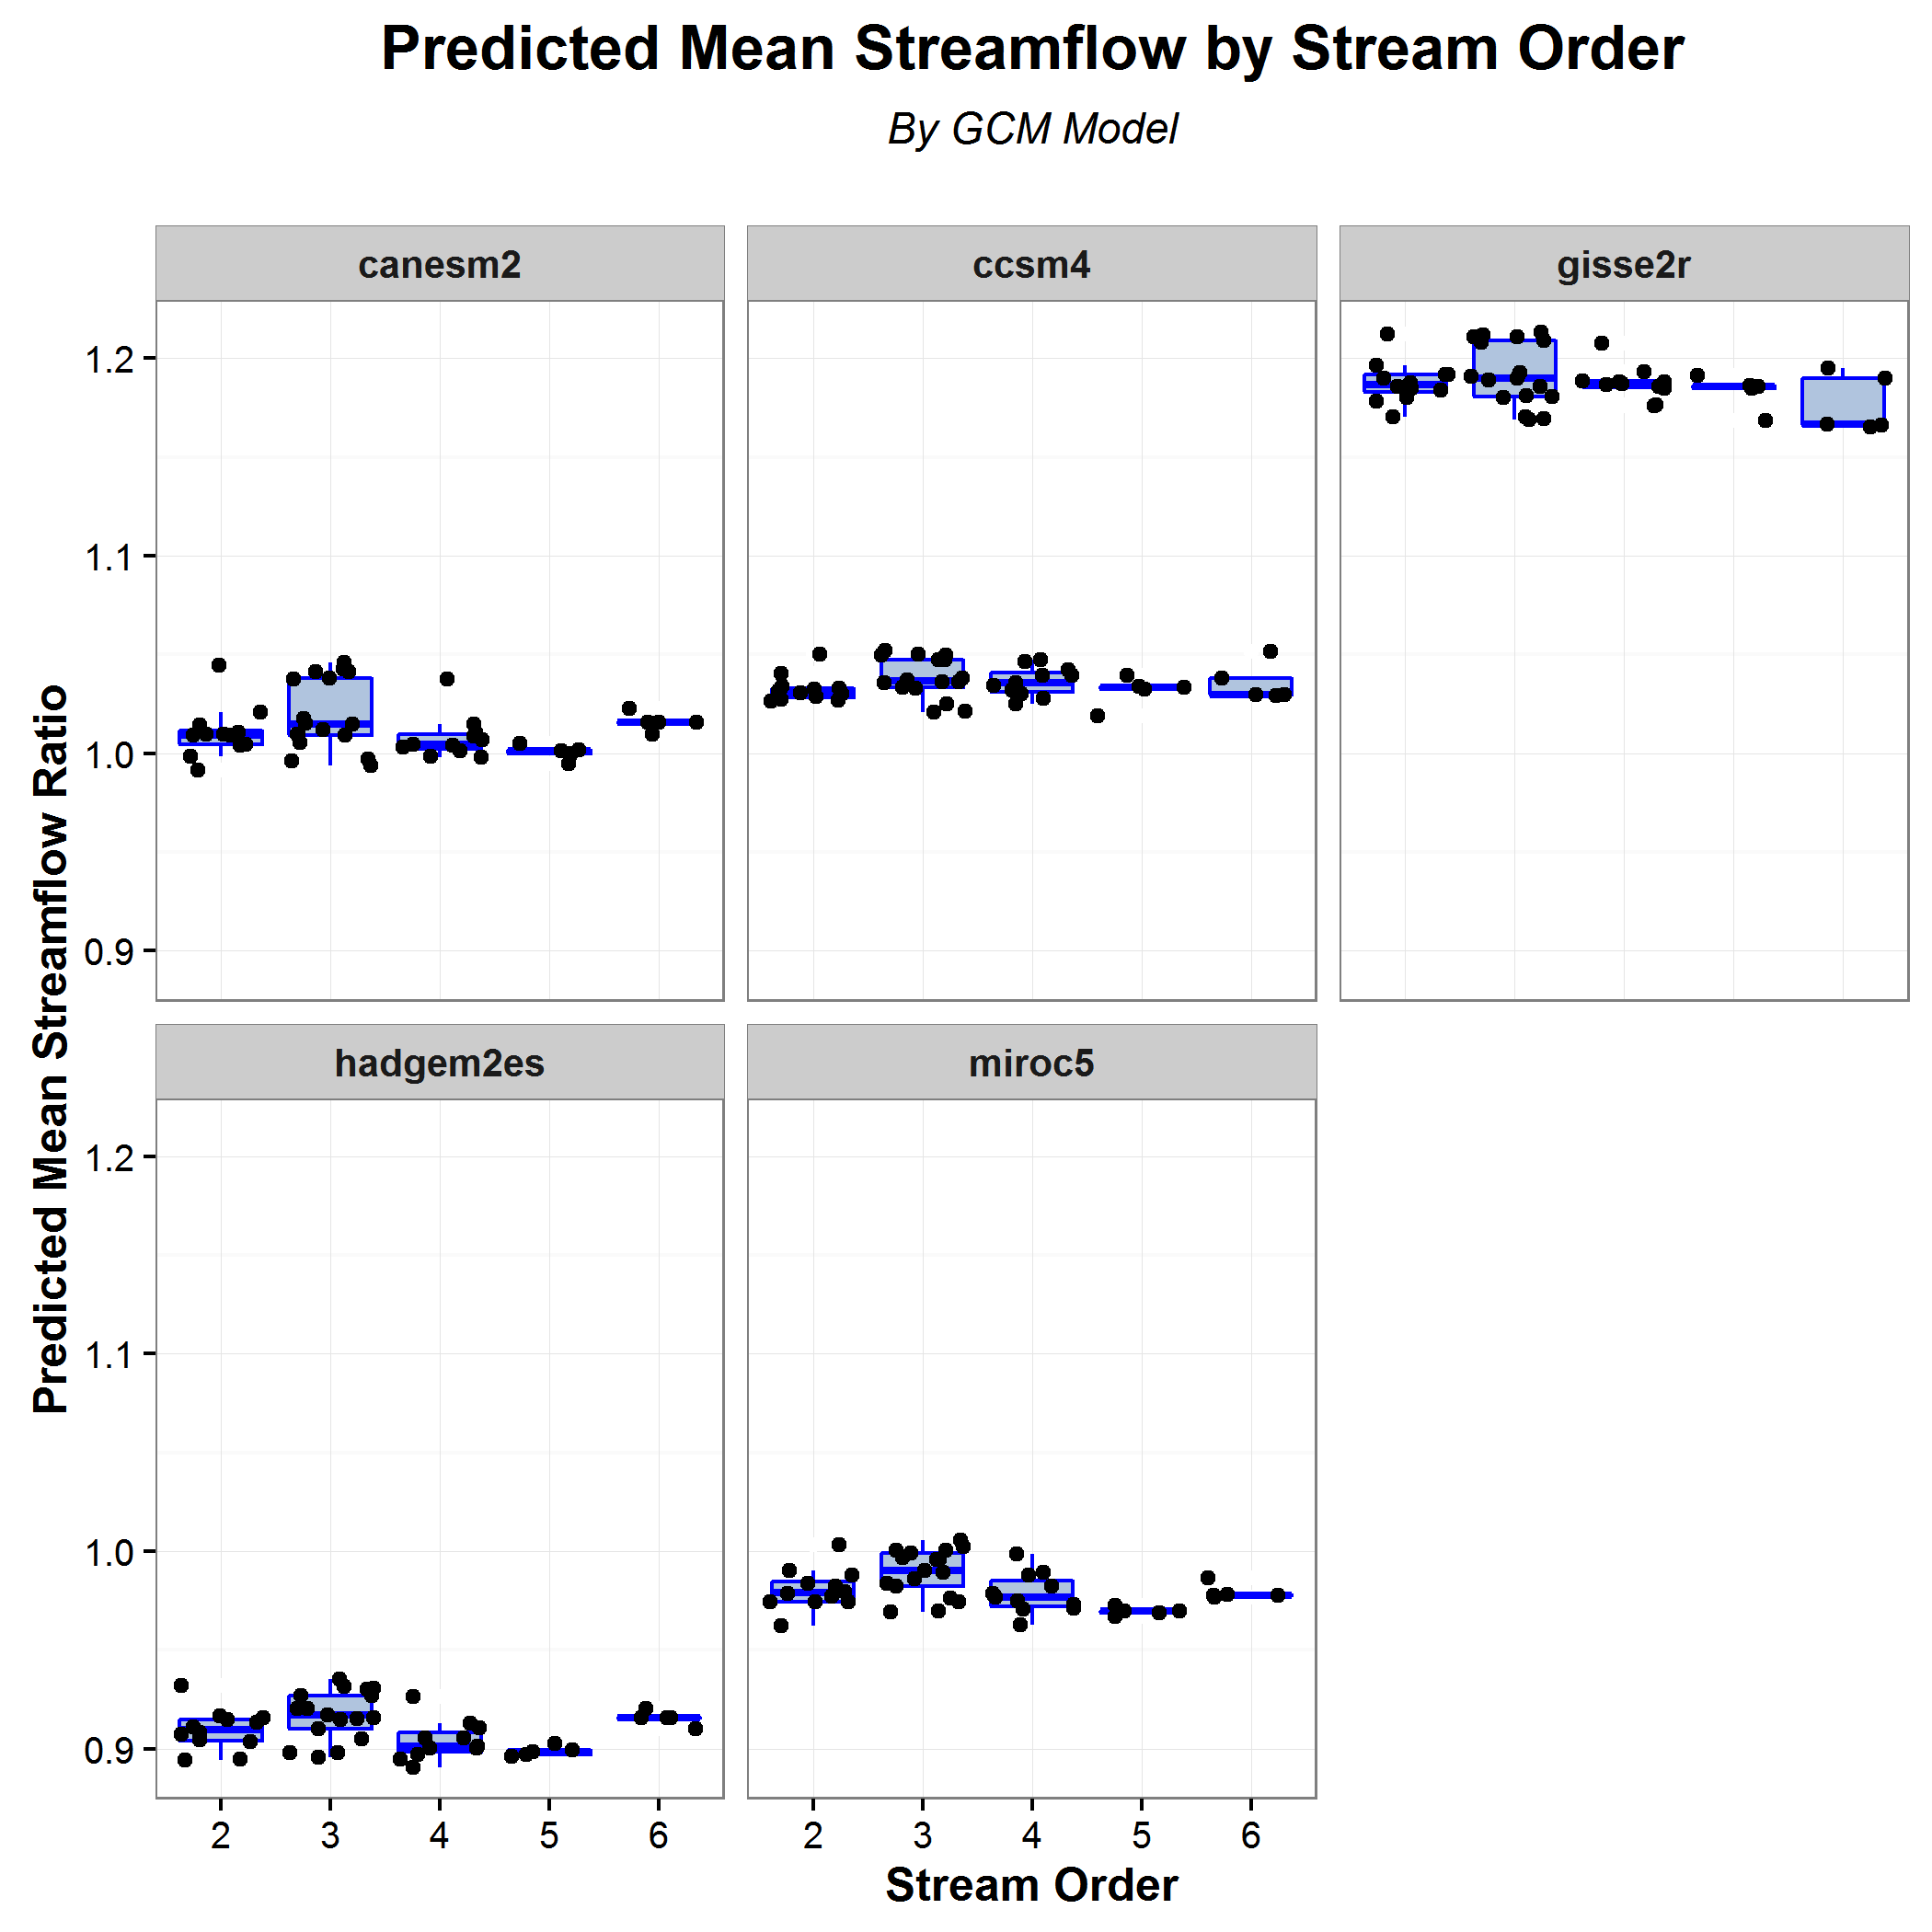 Predicted Mean Streamflow by Stream Order
By GCM Model
canesm2
ccsm4
gisse2r
1.2
1.1
1.0
0.9
Predicted Mean Streamflow Ratio
hadgem2es
miroc5
1.2
1.1
1.0
0.9
2 3 4 5 6
2 3 4 5 6
Stream Order